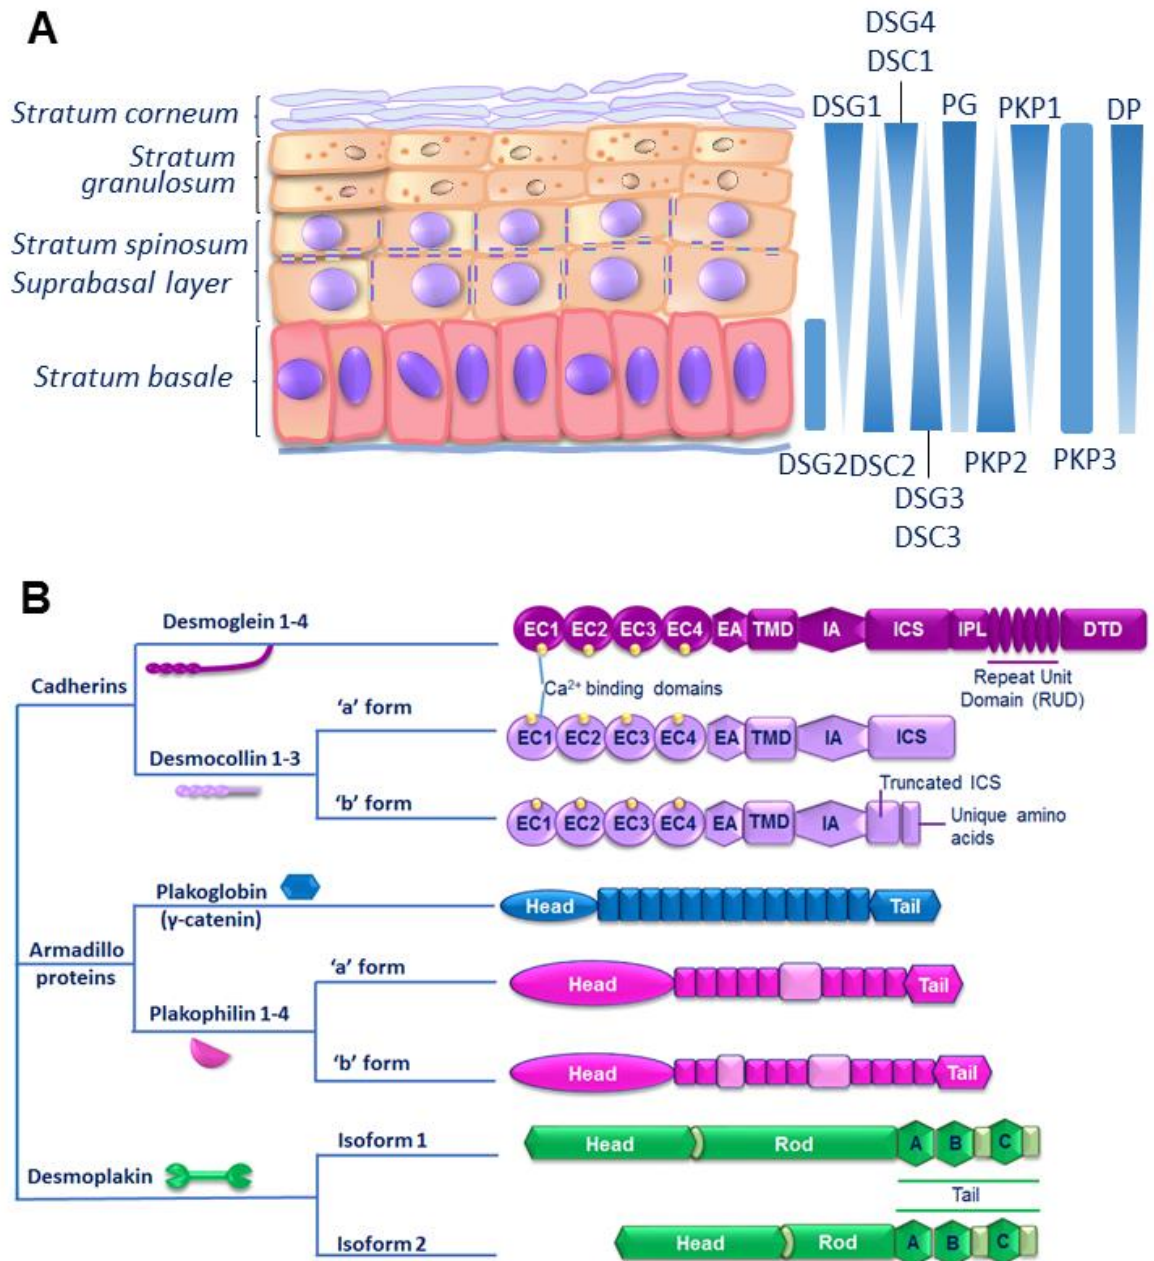 A
DSG4
DSC1
DSG1
PG
PKP1
DP
Stratum corneum
Stratum
granulosum
Stratum spinosum
Suprabasal layer
Stratum basale
DSG2
DSC2
PKP2
PKP3
DSG3
DSC3
B
Desmoglein 1-4
EC1 EC2 EC3 EC4 EA TMD IA ICS IPL DTD
Repeat Unit
Domain (RUD)
Cadherins
Ca²⁺ binding domains
'a' form
EC1 EC2 EC3 EC4 EA TMD IA ICS
Desmocollin 1-3
Truncated ICS
'b' form
EC1 EC2 EC3 EC4 EA TMD IA
Unique amino
acids
Plakoglobin
(γ-catenin)
Head Tail
Armadillo
proteins
'a' form
Head Tail
Plakophilin 1-4
'b' form
Head Tail
Isoform 1
Head Rod A B C
Desmoplakin
Tail
Isoform 2
Head Rod A B C